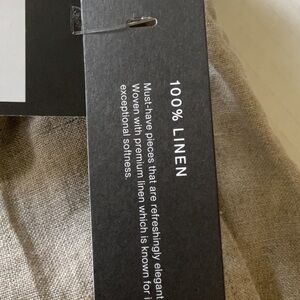 100% LINEN
Must-have pieces that are refreshingly elegant
Woven with premium linen which is known for
exceptional softness.